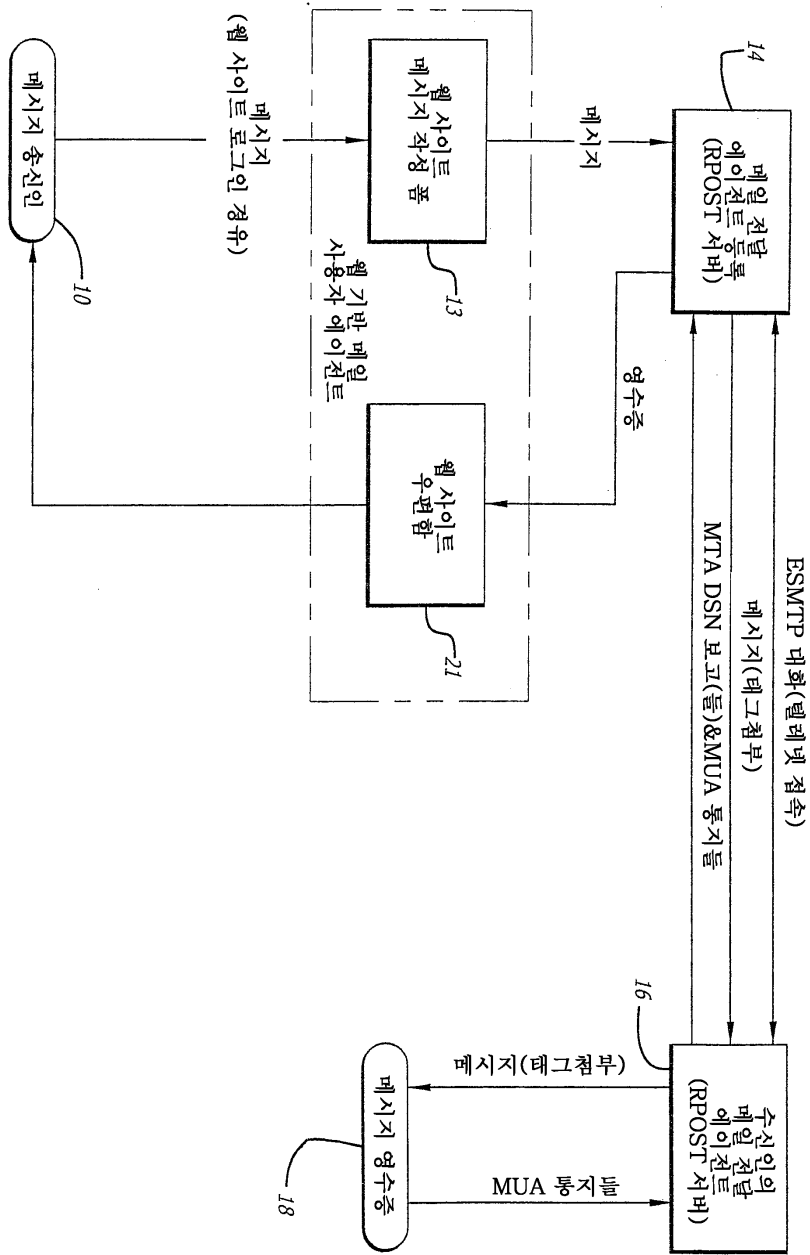 14
메일 전달
에이전트 등록
(RPOST 서버)
ESMTP 대화(텔레넷 접속)
메시지(태그첨부)
MTA DSN 보고(들)&MUA 통지들
16
수신인의
메일 전달
에이전트
(RPOST 서버)
메시지
영수증
웹 사이트
메시지 작성 폼
13
웹 사이트
우편함
21
웹 기반 메일
사용자 에이전트
메시지(태그첨부)
MUA 통지들
메시지
(웹 사이트 로그인 경유)
메시지 송신인
10
메시지 영수증
18